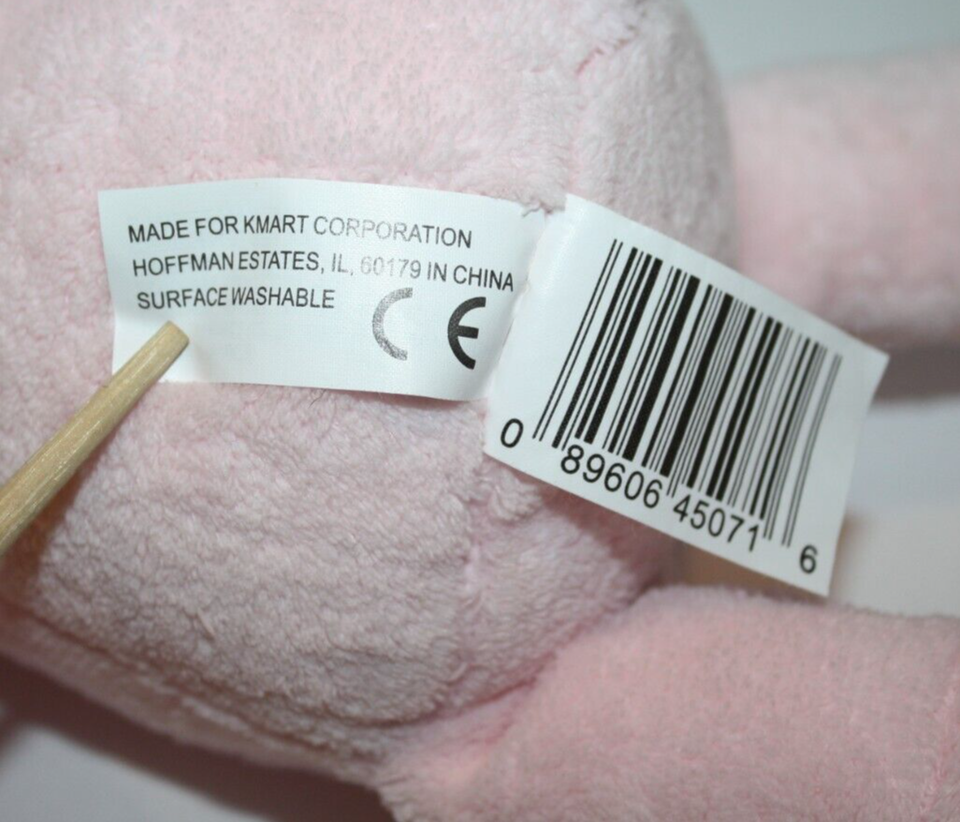 MADE FOR KMART CORPORATION
HOFFMAN ESTATES, IL, 60179 IN CHINA
SURFACE WASHABLE
CE
0 89606 45071 6